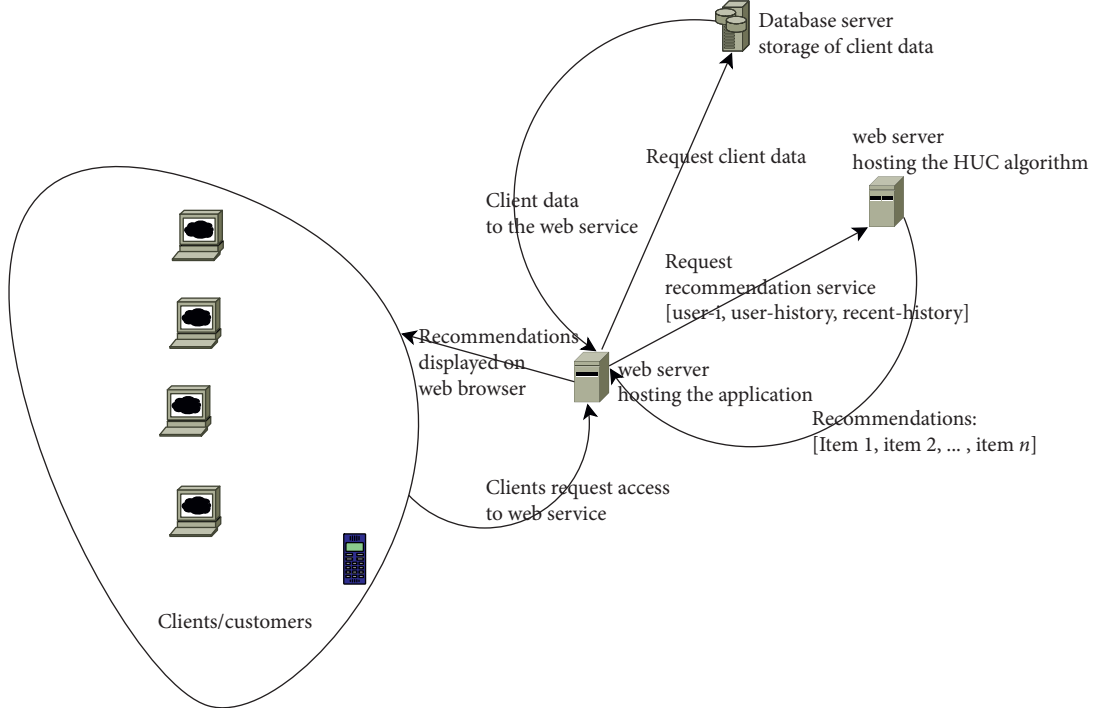 Database server
storage of client data
web server
hosting the HUC algorithm
Request client data
Client data
to the web service
Request
recommendation service
[user-i, user-history, recent-history]
Recommendations
displayed on
web browser
web server
hosting the application
Recommendations:
[Item 1, item 2, ... , item n]
Clients request access
to web service
Clients/customers